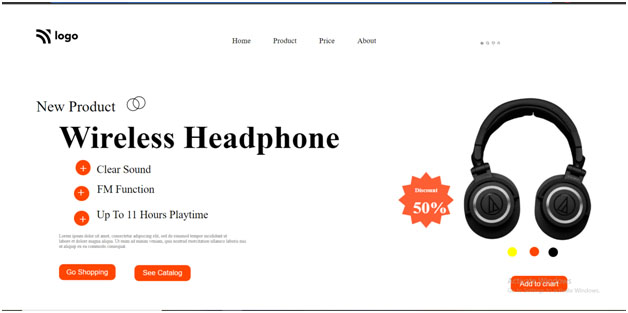 logo
Home Product Price About
New Product
Wireless Headphone
+ Clear Sound
+ FM Function
+ Up To 11 Hours Playtime
Discount
50%
Lorem ipsum dolor sit amet, consectetur adipiscing elit, sed do eiusmod tempor incididunt ut
labore et dolore magna aliqua. Ut enim ad minim veniam, quis nostrud exercitation ullamco laboris nisi
ut aliquip ex ea commodo consequat.
Go Shopping See Catalog
Add to chart
Windows.